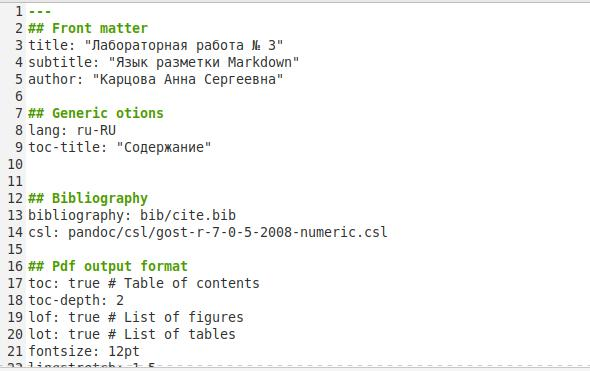 1 ---
2 ## Front matter
3 title: "Лабораторная работа № 3"
4 subtitle: "Язык разметки Markdown"
5 author: "Карцова Анна Сергеевна"
6
7 ## Generic otions
8 lang: ru-RU
9 toc-title: "Содержание"
10
11
12 ## Bibliography
13 bibliography: bib/cite.bib
14 csl: pandoc/csl/gost-r-7-0-5-2008-numeric.csl
15
16 ## Pdf output format
17 toc: true # Table of contents
18 toc-depth: 2
19 lof: true # List of figures
20 lot: true # List of tables
21 fontsize: 12pt